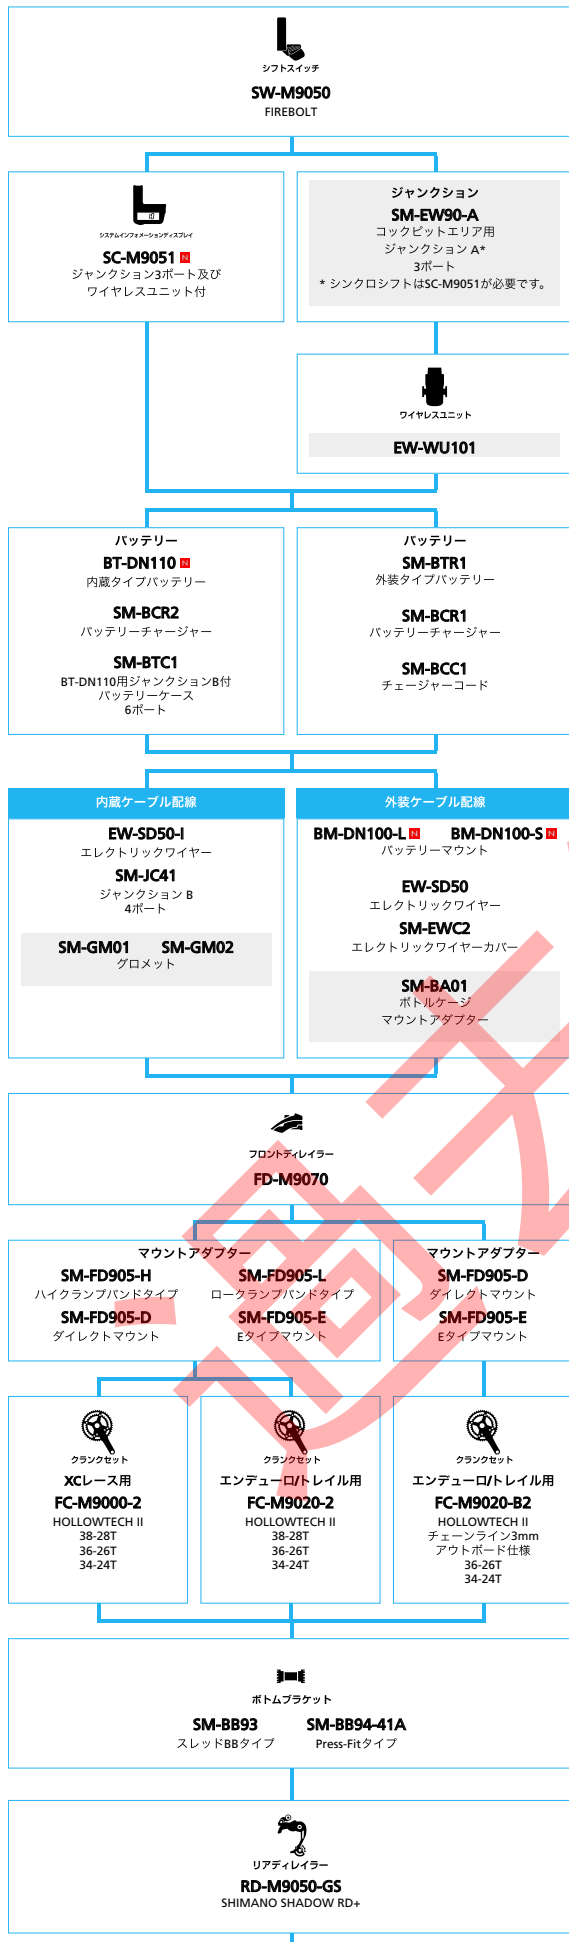 シフトスイッチ
SW-M9050
FIREBOLT
システムインフォメーションディスプレイ
SC-M9051 N
ジャンクション3ポート及び
ワイヤレスユニット付
ジャンクション
SM-EW90-A
コックピットエリア用
ジャンクション A*
3ポート
* シンクロシフトはSC-M9051が必要です。
ワイヤレスユニット
EW-WU101
バッテリー
BT-DN110 N
内蔵タイプバッテリー
SM-BCR2
バッテリーチャージャー
SM-BTC1
BT-DN110用ジャンクションB付
バッテリーケース
6ポート
バッテリー
SM-BTR1
外装タイプバッテリー
SM-BCR1
バッテリーチャージャー
SM-BCC1
チェージャーコード
内蔵ケーブル配線
EW-SD50-I
エレクトリックワイヤー
SM-JC41
ジャンクション B
4ポート
SM-GM01 SM-GM02
グロメット
外装ケーブル配線
BM-DN100-L N BM-DN100-S N
バッテリーマウント
EW-SD50
エレクトリックワイヤー
SM-EWC2
エレクトリックワイヤーカバー
SM-BA01
ボトルケージ
マウントアダプター
フロントディレイラー
FD-M9070
マウントアダプター
SM-FD905-H SM-FD905-L
ハイクランプバンドタイプ ロークランプバンドタイプ
SM-FD905-D SM-FD905-E
ダイレクトマウント Eタイプマウント
マウントアダプター
SM-FD905-D
ダイレクトマウント
SM-FD905-E
Eタイプマウント
クランクセット
XCレース用
FC-M9000-2
HOLLOWTECH II
38-28T
36-26T
34-24T
クランクセット
エンデューロ/トレイル用
FC-M9020-2
HOLLOWTECH II
38-28T
36-26T
34-24T
クランクセット
エンデューロ/トレイル用
FC-M9020-B2
HOLLOWTECH II
チェーンライン3mm
アウトボード仕様
36-26T
34-24T
ボトムブラケット
SM-BB93 SM-BB94-41A
スレッドBBタイプ Press-Fitタイプ
リアディレイラー
RD-M9050-GS
SHIMANO SHADOW RD+
過